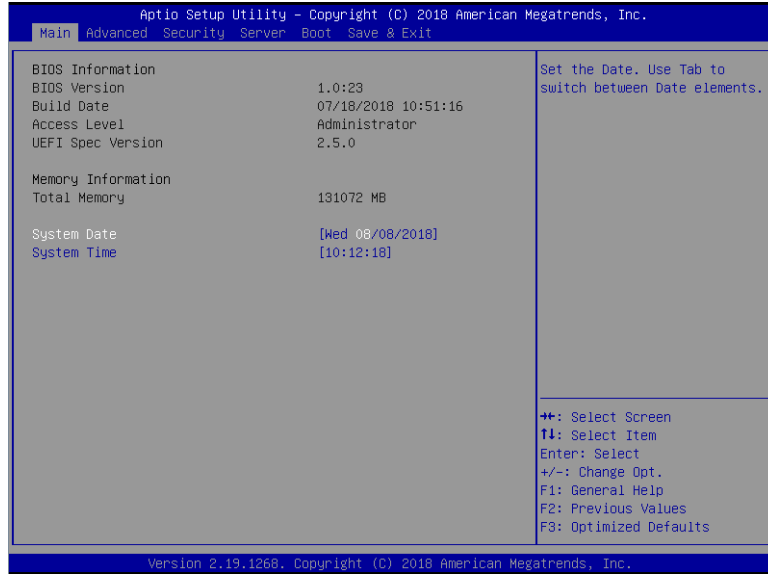 Aptio Setup Utility – Copyright (C) 2018 American Megatrends, Inc.
Main Advanced Security Server Boot Save & Exit
BIOS Information
BIOS Version 1.0:23
Build Date 07/18/2018 10:51:16
Access Level Administrator
UEFI Spec Version 2.5.0
Memory Information
Total Memory 131072 MB
System Date [Wed 08/08/2018]
System Time [10:12:18]
Set the Date. Use Tab to
switch between Date elements.
→←: Select Screen
↑↓: Select Item
Enter: Select
+/-: Change Opt.
F1: General Help
F2: Previous Values
F3: Optimized Defaults
Version 2.19.1268. Copyright (C) 2018 American Megatrends, Inc.